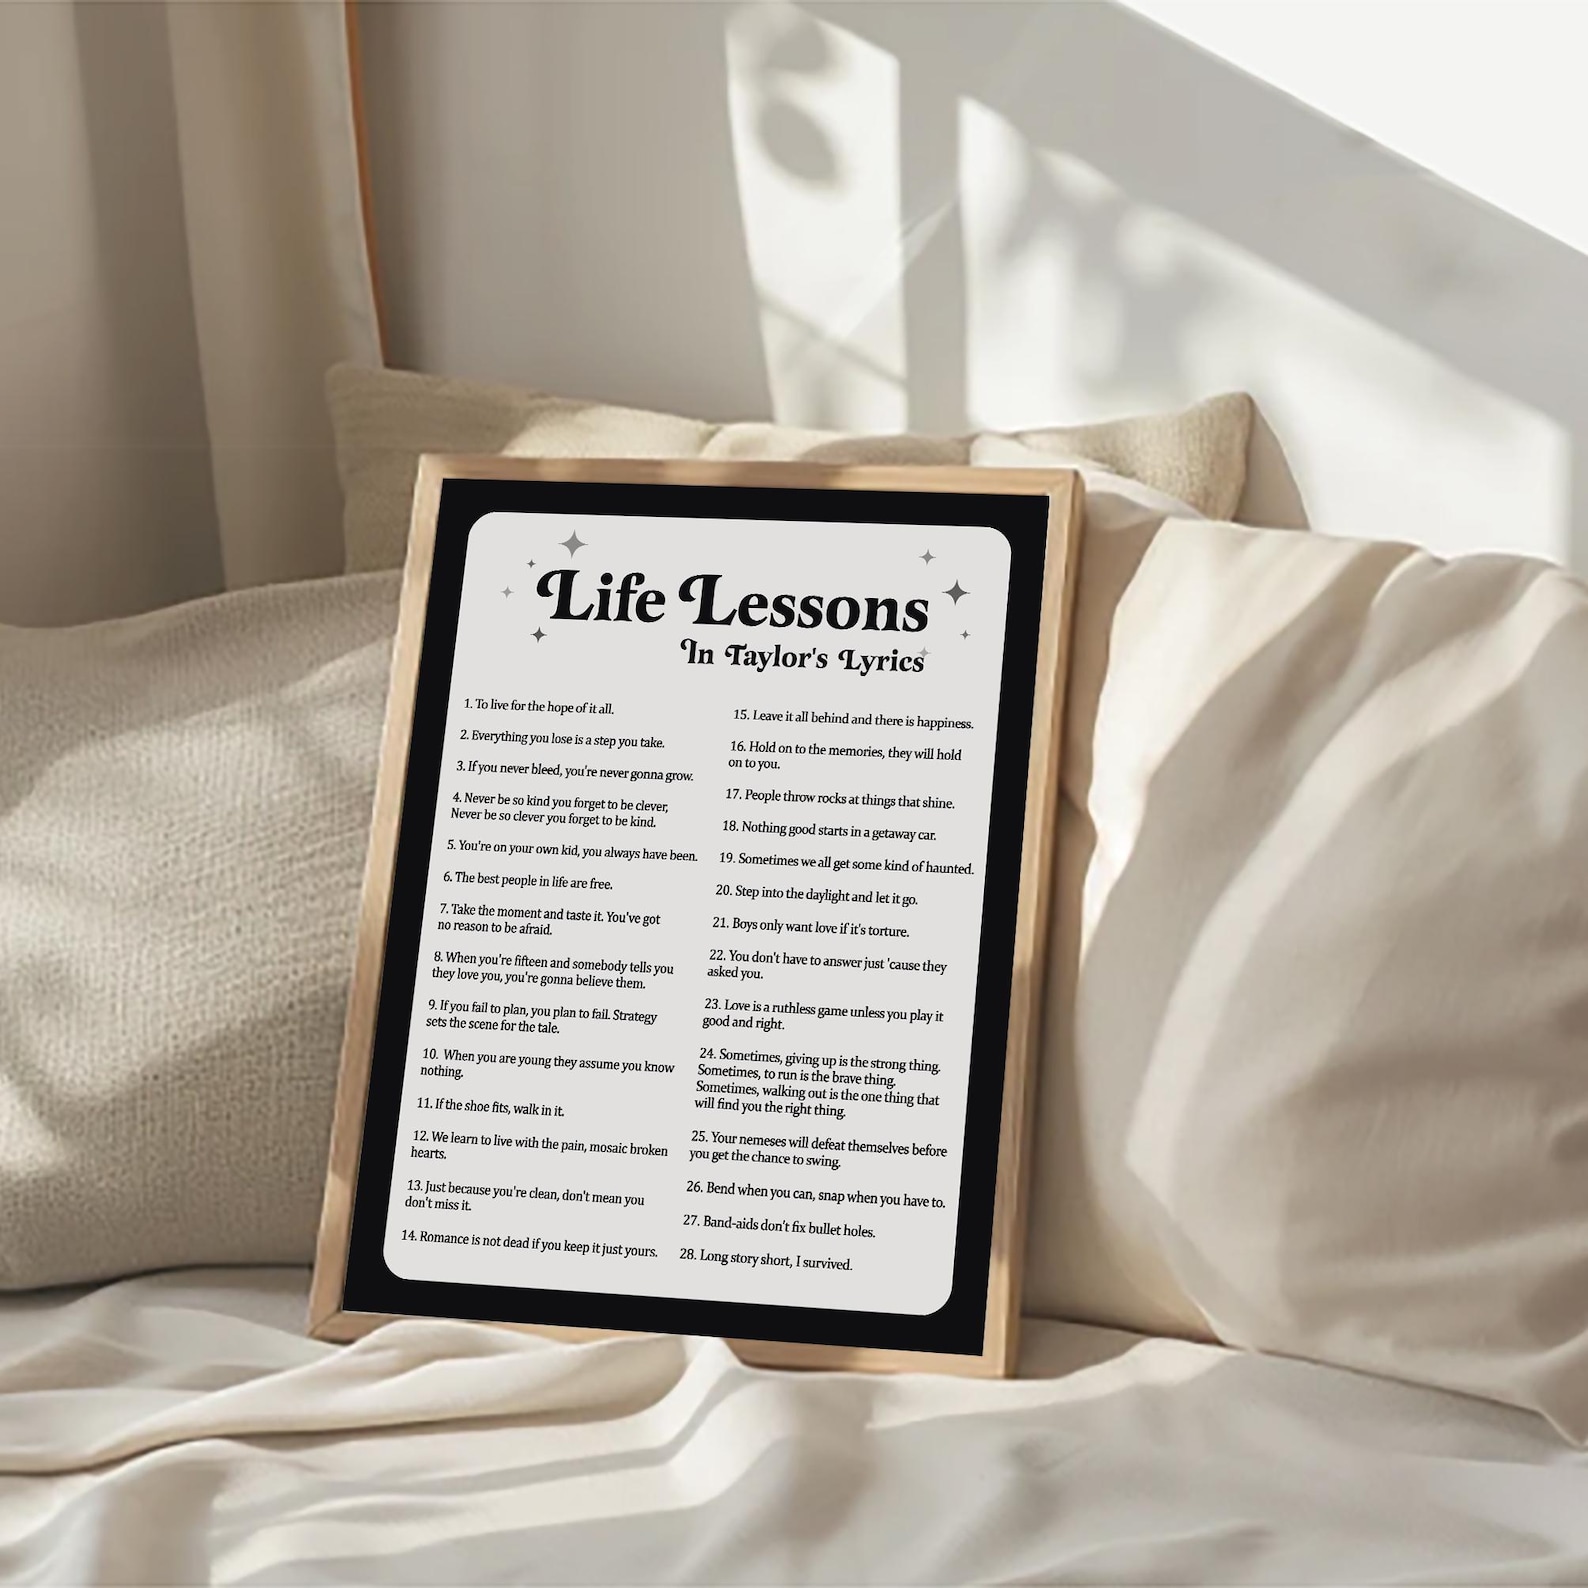 Life Lessons
In Taylor's Lyrics
1. To live for the hope of it all.
2. Everything you lose is a step you take.
3. If you never bleed, you're never gonna grow.
4. Never be so kind you forget to be clever,
Never be so clever you forget to be kind.
5. You're on your own kid, you always have been.
6. The best people in life are free.
7. Take the moment and taste it. You've got
no reason to be afraid.
8. When you're fifteen and somebody tells you
they love you, you're gonna believe them.
9. If you fail to plan, you plan to fail. Strategy
sets the scene for the tale.
10. When you are young they assume you know
nothing.
11. If the shoe fits, walk in it.
12. We learn to live with the pain, mosaic broken
hearts.
13. Just because you're clean, don't mean you
don't miss it.
14. Romance is not dead if you keep it just yours.
15. Leave it all behind and there is happiness.
16. Hold on to the memories, they will hold
on to you.
17. People throw rocks at things that shine.
18. Nothing good starts in a getaway car.
19. Sometimes we all get some kind of haunted.
20. Step into the daylight and let it go.
21. Boys only want love if it's torture.
22. You don't have to answer just 'cause they
asked you.
23. Love is a ruthless game unless you play it
good and right.
24. Sometimes, giving up is the strong thing.
Sometimes, to run is the brave thing.
Sometimes, walking out is the one thing that
will find you the right thing.
25. Your nemeses will defeat themselves before
you get the chance to swing.
26. Bend when you can, snap when you have to.
27. Band-aids don't fix bullet holes.
28. Long story short, I survived.